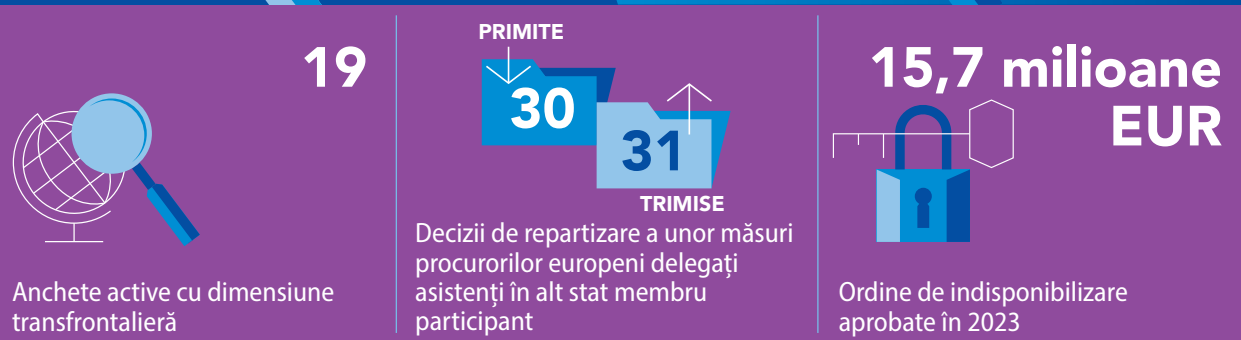 19
Anchete active cu dimensiune
transfrontalieră
PRIMITE
30
31
TRIMISE
Decizii de repartizare a unor măsuri
procurorilor europeni delegați
asistenți în alt stat membru
participant
15,7 milioane
EUR
Ordine de indisponibilizare
aprobate în 2023